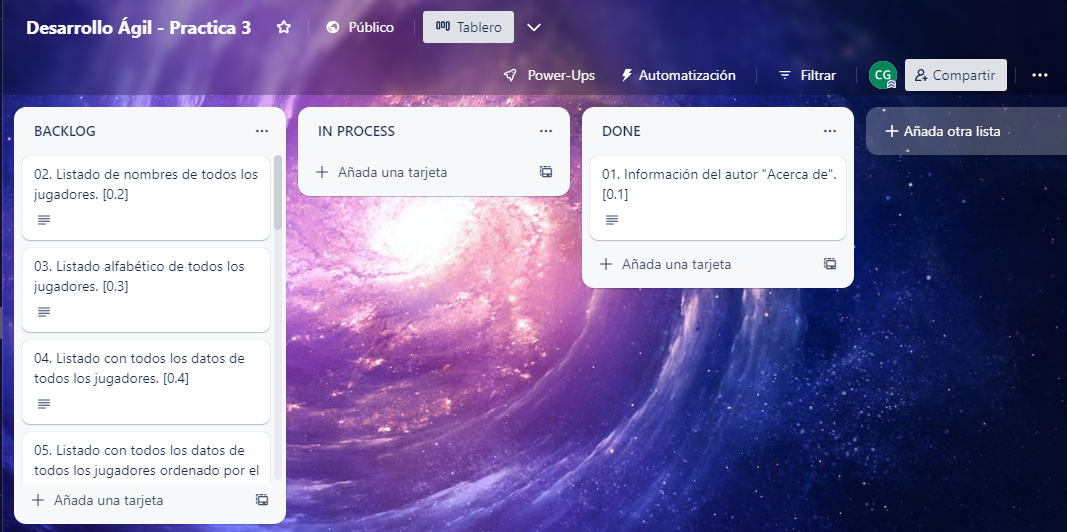 Desarrollo Ágil - Practica 3
Público
Tablero
Power-Ups
Automatización
Filtrar
CG
Compartir
BACKLOG
02. Listado de nombres de todos los
jugadores. [0.2]
03. Listado alfabético de todos los
jugadores. [0.3]
04. Listado con todos los datos de
todos los jugadores. [0.4]
05. Listado con todos los datos de
todos los jugadores ordenado por el
Añada una tarjeta
IN PROCESS
Añada una tarjeta
DONE
01. Información del autor "Acerca de".
[0.1]
Añada una tarjeta
Añada otra lista